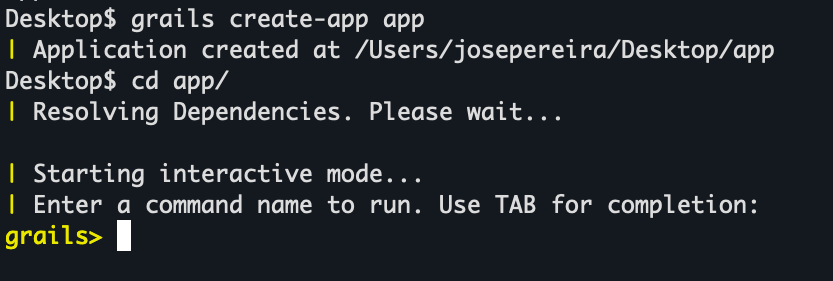 Desktop$ grails create-app app
| Application created at /Users/josepereira/Desktop/app
Desktop$ cd app/
| Resolving Dependencies. Please wait...
| Starting interactive mode...
| Enter a command name to run. Use TAB for completion:
grails>